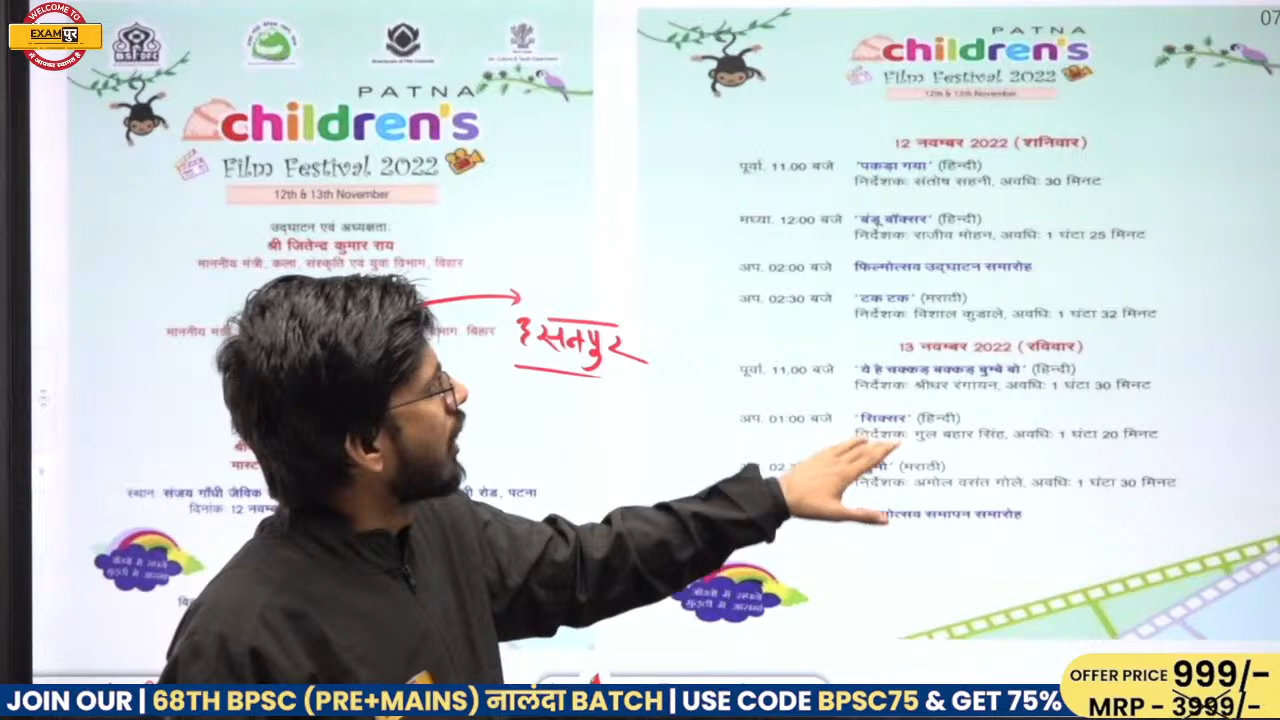 WELCOME TO
EXAMपुर
में आपका स्वागत है
BSFDFC
PATNA
children's
Film Festival 2022
12th & 13th November
उद्घाटन एवं अध्यक्षता:
श्री जितेन्द्र कुमार राय
माननीय मंत्री, कला, संस्कृति एवं युवा विभाग, बिहार
माननीय
बिहार
हसनपुर
स्थान: संजय गाँधी जैविक
रोड, पटना
दिनांक: 12
07
PATNA
children's
Film Festival 2022
12th & 13th November
12 नवम्बर 2022 (शनिवार)
पूर्वा. 11.00 बजे 'पकड़ा गया' (हिन्दी)
निर्देशक: संतोष सहनी, अवधि: 30 मिनट
मध्या. 12:00 बजे 'बंडू बॉक्सर' (हिन्दी)
निर्देशक: राजीव मोहन, अवधि: 1 घंटा 25 मिनट
अप. 02:00 बजे फिल्मोत्सव उद्घाटन समारोह
अप. 02:30 बजे 'टक टक' (मराठी)
निर्देशक: विशाल कुडाले, अवधि: 1 घंटा 32 मिनट
13 नवम्बर 2022 (रविवार)
पूर्वा. 11.00 बजे 'ये है चक्कड़ बक्कड़ बुम्बे बो' (हिन्दी)
निर्देशक: श्रीधर रंगायन, अवधि: 1 घंटा 30 मिनट
अप. 01:00 बजे 'सिक्सर' (हिन्दी)
निर्देशक: गुल बहार सिंह, अवधि: 1 घंटा 20 मिनट
(मराठी)
निर्देशक: अमोल वसंत गोले, अवधि: 1 घंटा 30 मिनट
समापन समारोह
JOIN OUR | 68TH BPSC (PRE+MAINS) नालंदा BATCH | USE CODE BPSC75 & GET 75%
OFFER PRICE 999/-
MRP - 3999/-